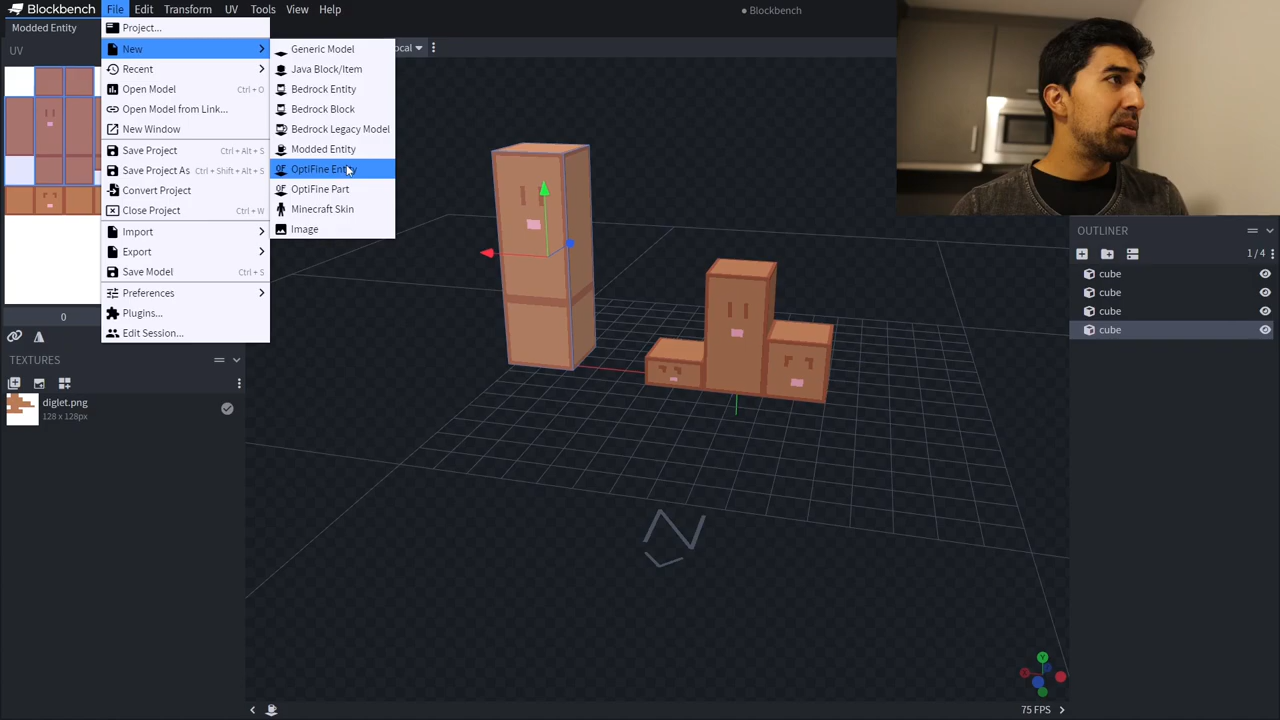 Blockbench
File Edit Transform UV Tools View Help
Blockbench
Modded Entity
UV
Project...
New
Recent
Open Model Ctrl + O
Open Model from Link...
New Window
Save Project Ctrl + Alt + S
Save Project As Ctrl + Shift + Alt + S
Convert Project
Close Project Ctrl + W
Import
Export
Save Model Ctrl + S
Preferences
Plugins...
Edit Session...
Generic Model
Java Block/Item
Bedrock Entity
Bedrock Block
Bedrock Legacy Model
Modded Entity
OptiFine Entity
OptiFine Part
Minecraft Skin
Image
ocal
0
TEXTURES
diglet.png
128 x 128px
OUTLINER
1 / 4
cube
cube
cube
cube
N
X
Y
75 FPS